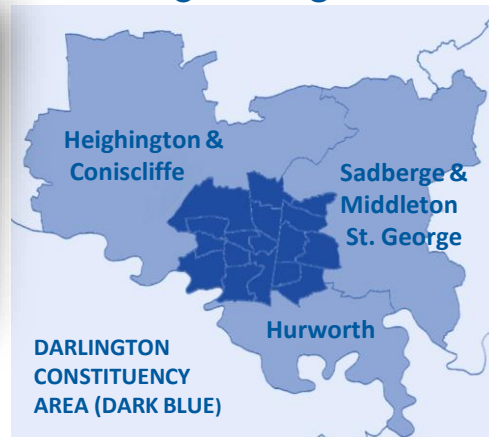 Heighington &
Coniscliffe
Sadberge &
Middleton
St. George
Hurworth
DARLINGTON
CONSTITUENCY
AREA (DARK BLUE)